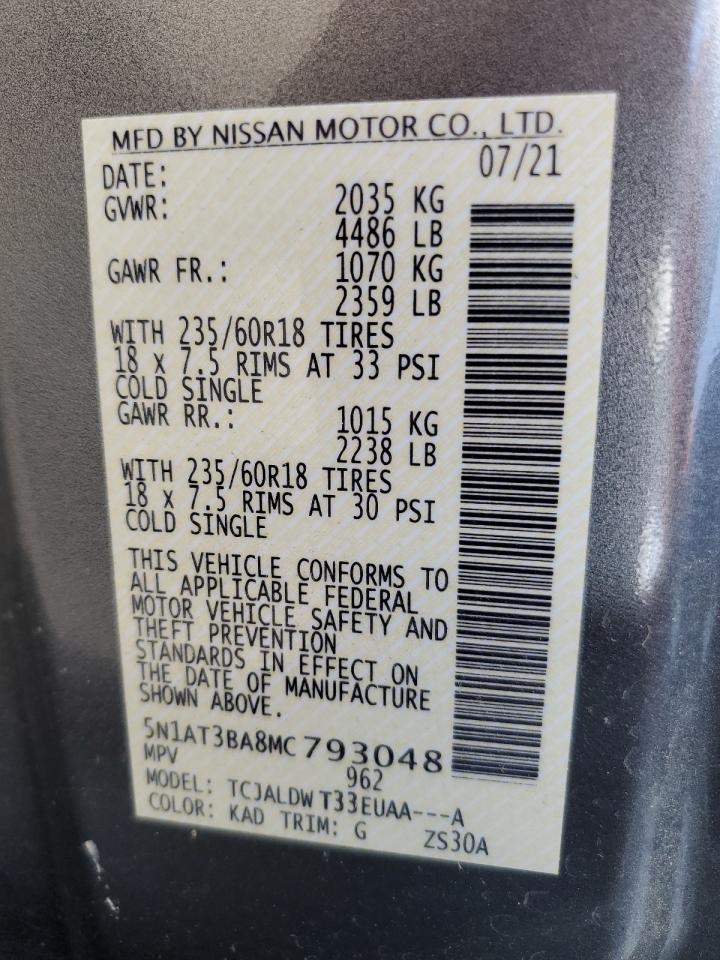 MFD BY NISSAN MOTOR CO., LTD.
DATE: 07/21
GVWR: 2035 KG
4486 LB
GAWR FR.: 1070 KG
2359 LB
WITH 235/60R18 TIRES
18 x 7.5 RIMS AT 33 PSI
COLD SINGLE
GAWR RR.: 1015 KG
2238 LB
WITH 235/60R18 TIRES
18 x 7.5 RIMS AT 30 PSI
COLD SINGLE
THIS VEHICLE CONFORMS TO
ALL APPLICABLE FEDERAL
MOTOR VEHICLE SAFETY AND
THEFT PREVENTION
STANDARDS IN EFFECT ON
THE DATE OF MANUFACTURE
SHOWN ABOVE.
5N1AT3BA8MC 793048
MPV 962
MODEL: TCJALDW T33EUAA---A
COLOR: KAD TRIM: G ZS30A